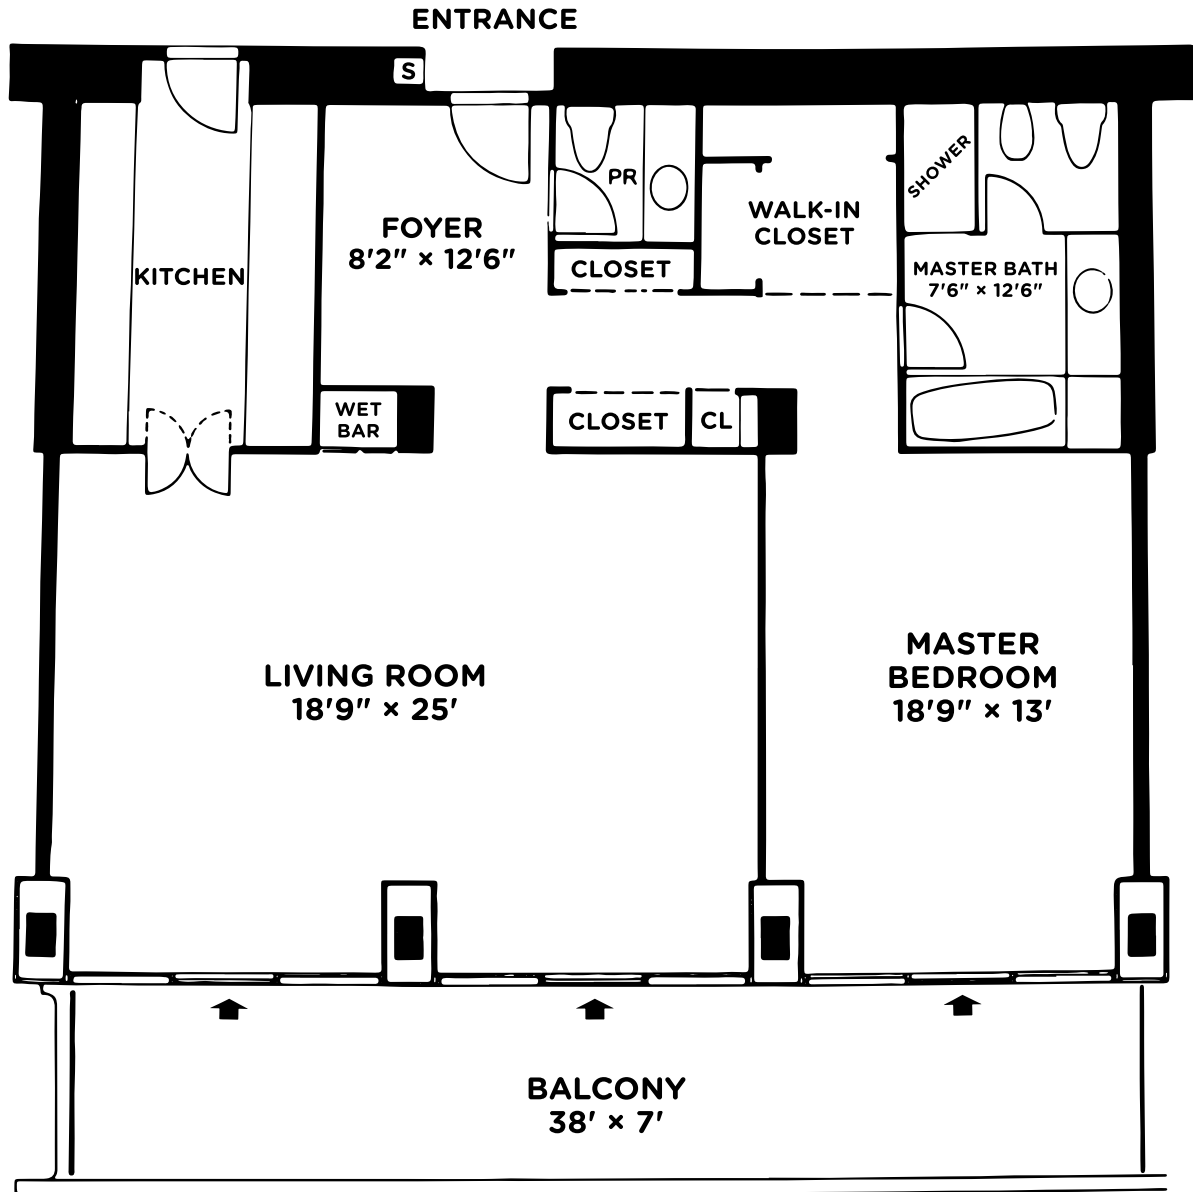 ENTRANCE
S
PR
SHOWER
WALK-IN
CLOSET
FOYER
8'2" × 12'6"
KITCHEN
CLOSET
MASTER BATH
7'6" × 12'6"
WET
BAR
CLOSET
CL
LIVING ROOM
18'9" × 25'
MASTER
BEDROOM
18'9" × 13'
BALCONY
38' × 7'